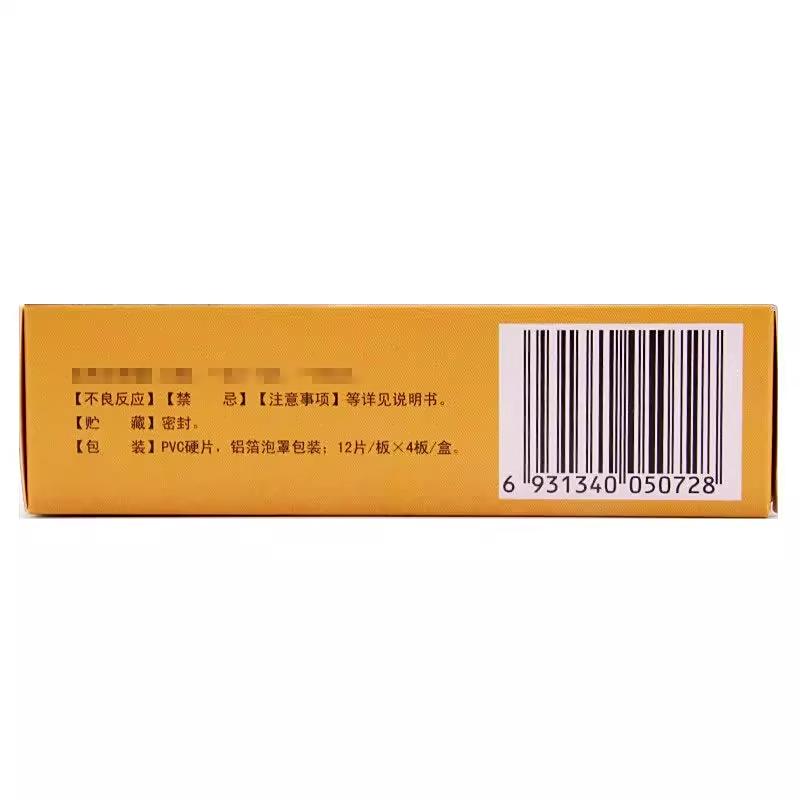 【不良反应】【禁 忌】【注意事项】等详见说明书。
【贮 藏】密封。
【包 装】PVC硬片，铝箔泡罩包装；12片/板×4板/盒。
6 931340 050728